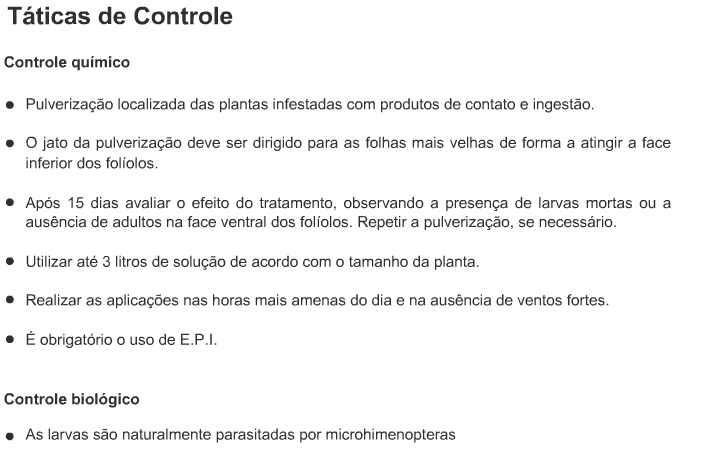 Táticas de Controle
Controle químico
● Pulverização localizada das plantas infestadas com produtos de contato e ingestão.
● O jato da pulverização deve ser dirigido para as folhas mais velhas de forma a atingir a face
inferior dos folíolos.
● Após 15 dias avaliar o efeito do tratamento, observando a presença de larvas mortas ou a
ausência de adultos na face ventral dos folíolos. Repetir a pulverização, se necessário.
● Utilizar até 3 litros de solução de acordo com o tamanho da planta.
● Realizar as aplicações nas horas mais amenas do dia e na ausência de ventos fortes.
● É obrigatório o uso de E.P.I.
Controle biológico
● As larvas são naturalmente parasitadas por microhimenopteras